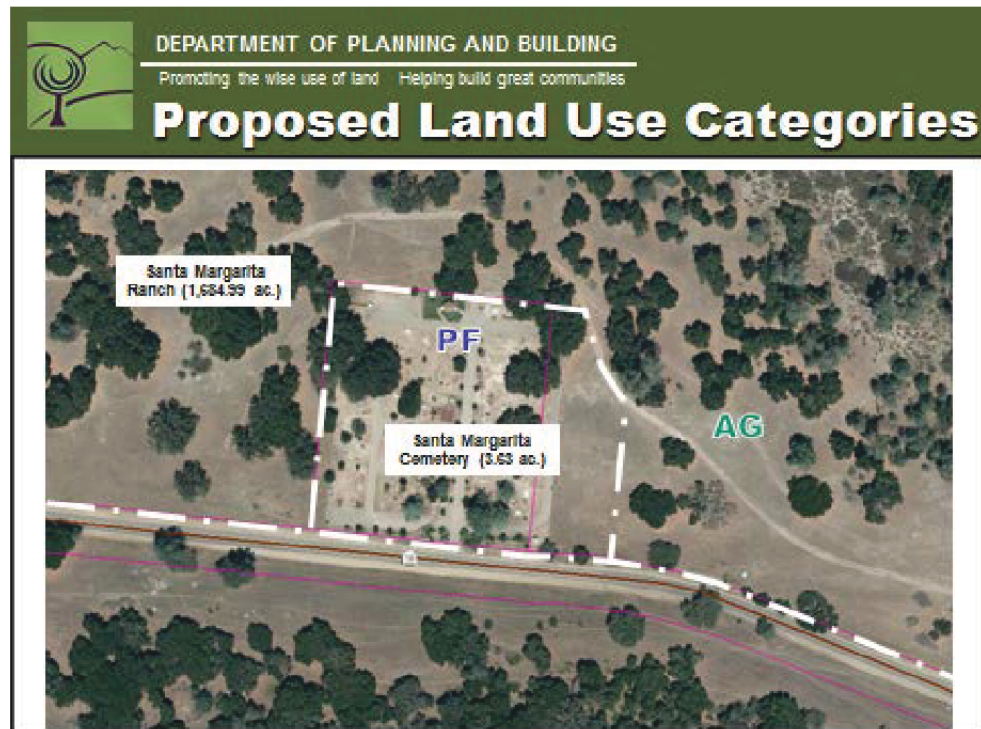 DEPARTMENT OF PLANNING AND BUILDING
Promoting the wise use of land Helping build great communities
Proposed Land Use Categories
Santa Margarita
Ranch (1,684.99 ac.)
PF
AG
Santa Margarita
Cemetery (3.63 ac.)